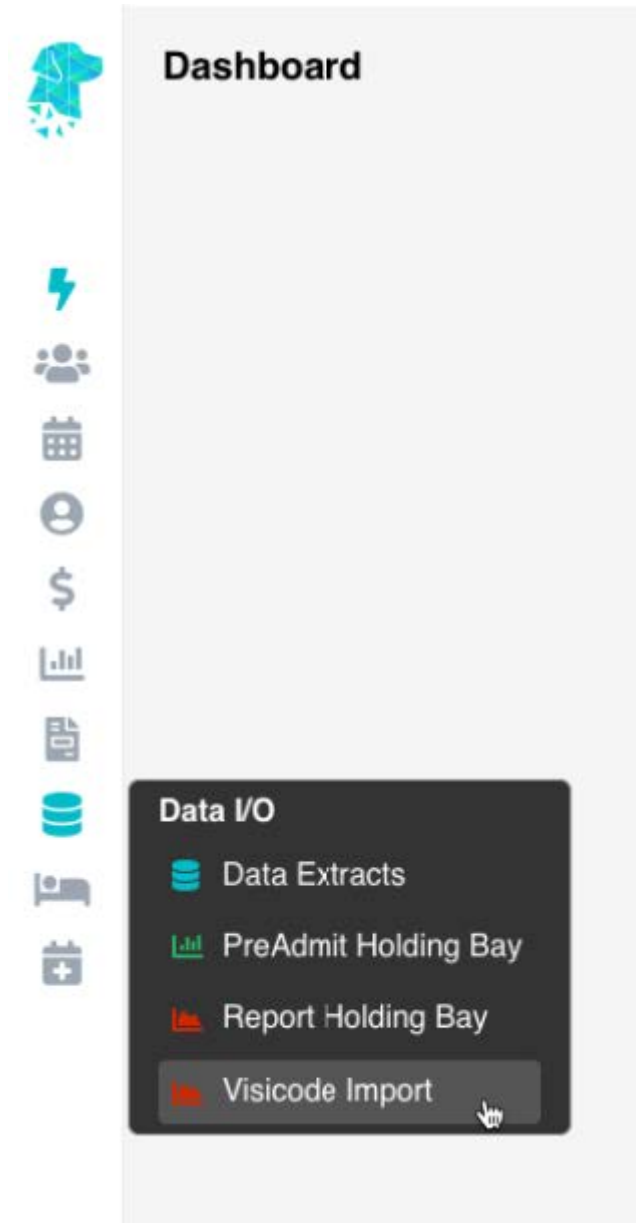 Dashboard
Data I/O
Data Extracts
PreAdmit Holding Bay
Report Holding Bay
Visicode Import